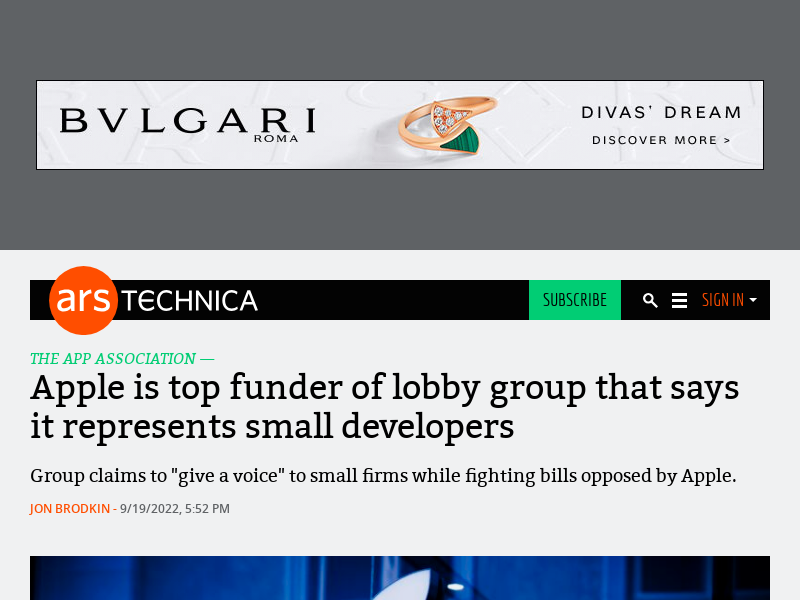 BVLGARI
ROMA
DIVAS' DREAM
DISCOVER MORE >
ars TECHNICA
SUBSCRIBE
SIGN IN
THE APP ASSOCIATION —
Apple is top funder of lobby group that says
it represents small developers
Group claims to "give a voice" to small firms while fighting bills opposed by Apple.
JON BRODKIN - 9/19/2022, 5:52 PM